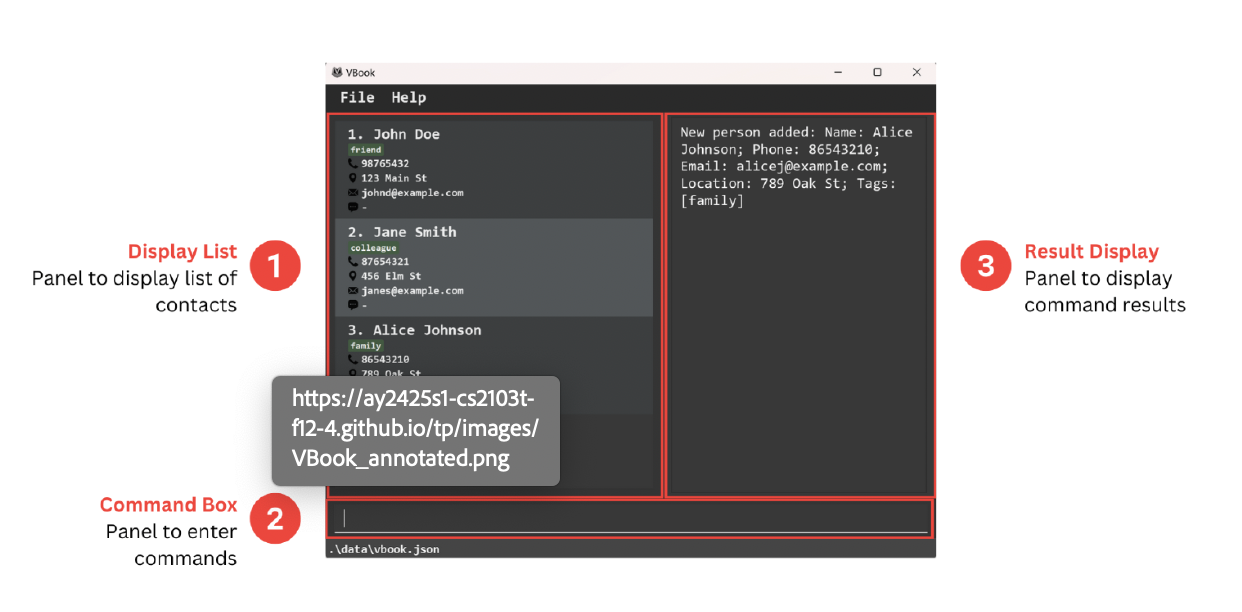 VBook
File Help
1. John Doe
friend
98765432
123 Main St
johnd@example.com
-
2. Jane Smith
colleague
87654321
456 Elm St
janes@example.com
-
3. Alice Johnson
family
86543210
789 Oak St
New person added: Name: Alice
Johnson; Phone: 86543210;
Email: alicej@example.com;
Location: 789 Oak St; Tags:
[family]
.\data\vbook.json
Display List
Panel to display list of
contacts
1
https://ay2425s1-cs2103t-
f12-4.github.io/tp/images/
VBook_annotated.png
Command Box
Panel to enter
commands
2
3
Result Display
Panel to display
command results